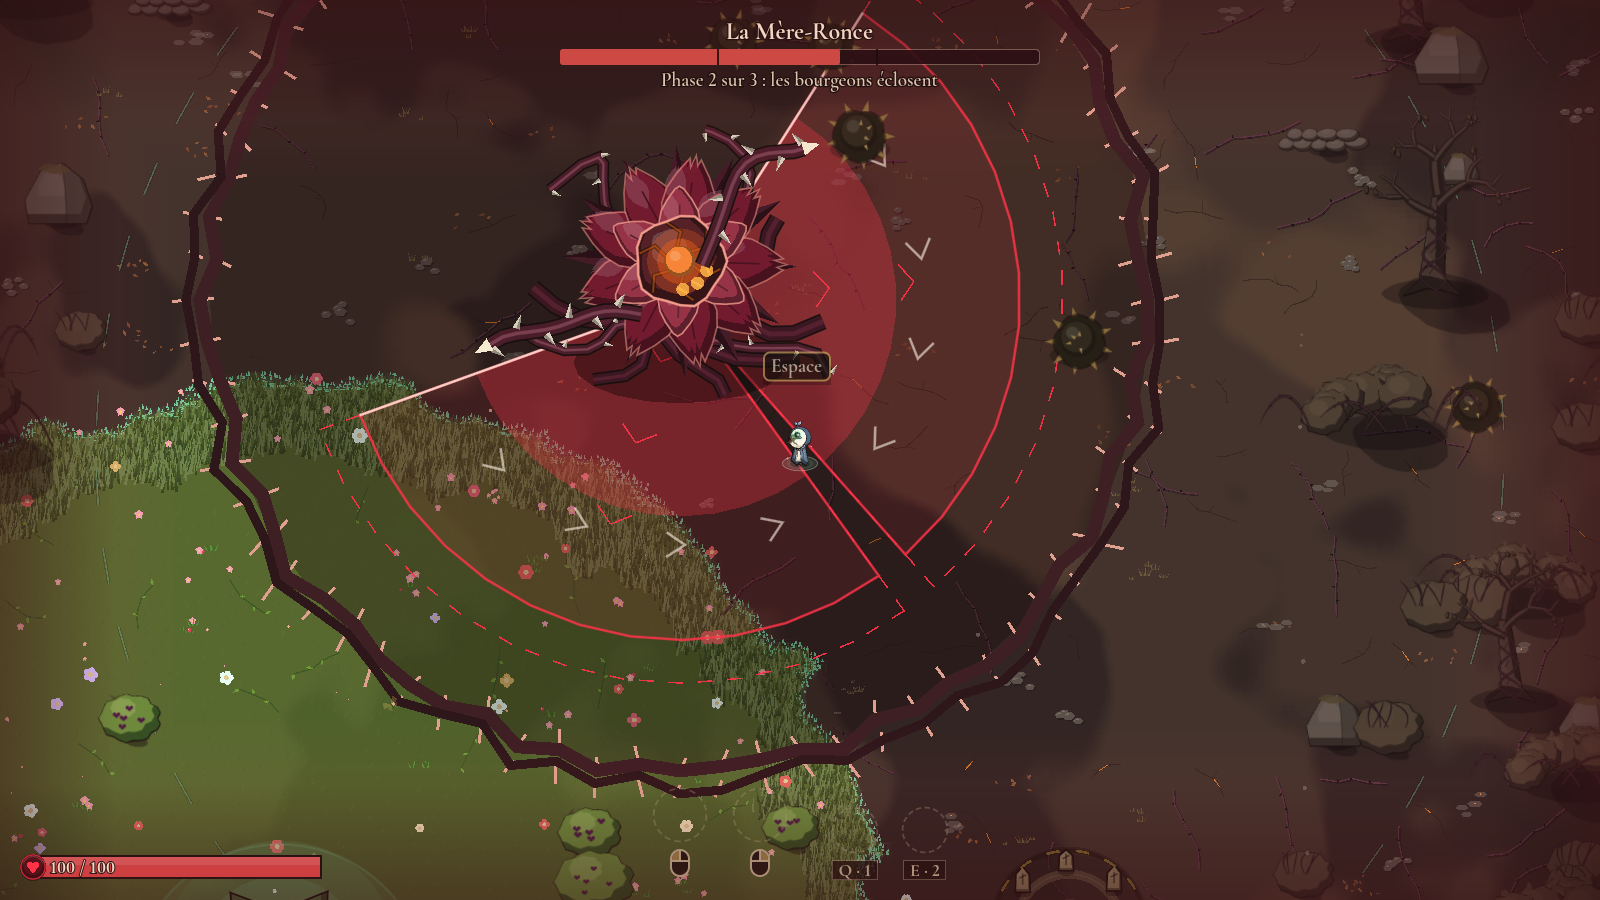 La Mère-Ronce
Phase 2 sur 3 : les bourgeons éclosent
Espace
100 / 100
Q · 1
E · 2